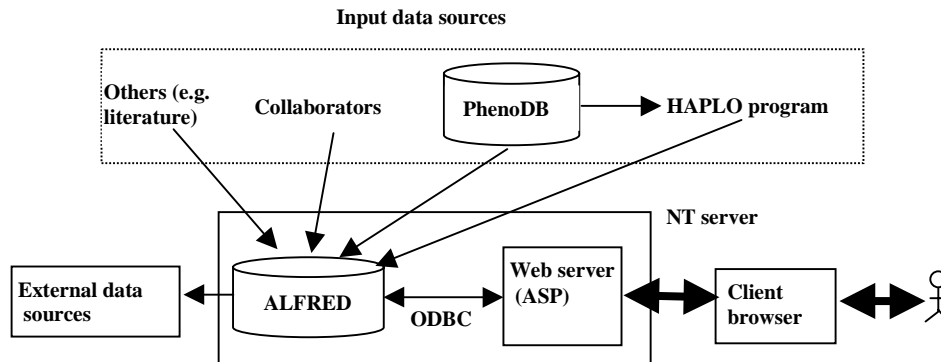 Input data sources
Others (e.g.
literature)
Collaborators
PhenoDB
HAPLO program
NT server
External data
sources
ALFRED
ODBC
Web server
(ASP)
Client
browser